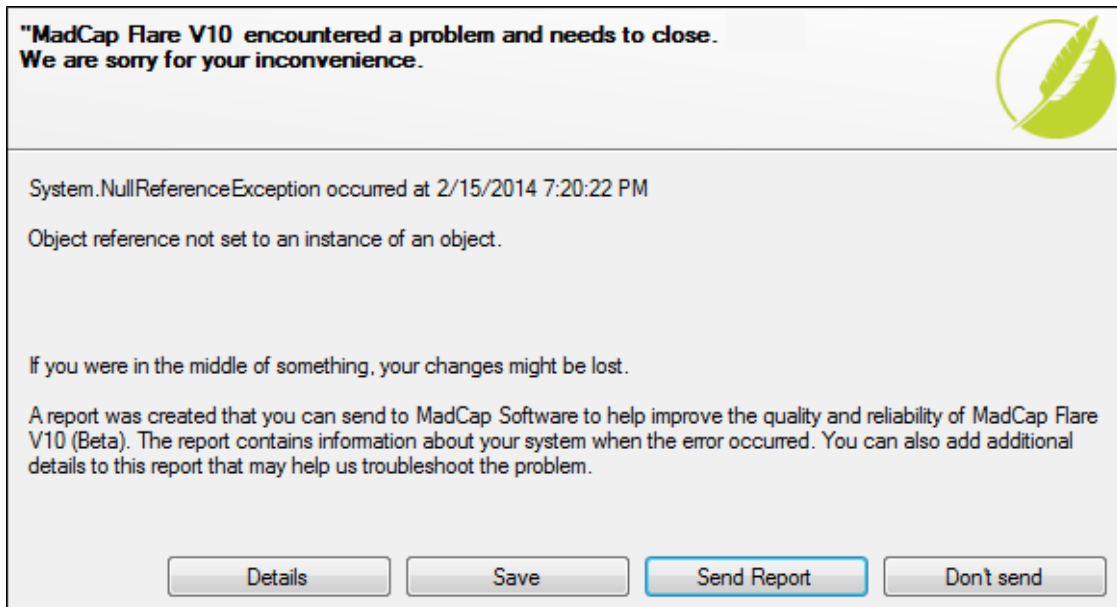 "MadCap Flare V10 encountered a problem and needs to close.
We are sorry for your inconvenience.
System.NullReferenceException occurred at 2/15/2014 7:20:22 PM
Object reference not set to an instance of an object.
If you were in the middle of something, your changes might be lost.
A report was created that you can send to MadCap Software to help improve the quality and reliability of MadCap Flare
V10 (Beta). The report contains information about your system when the error occurred. You can also add additional
details to this report that may help us troubleshoot the problem.
Details Save Send Report Don't send